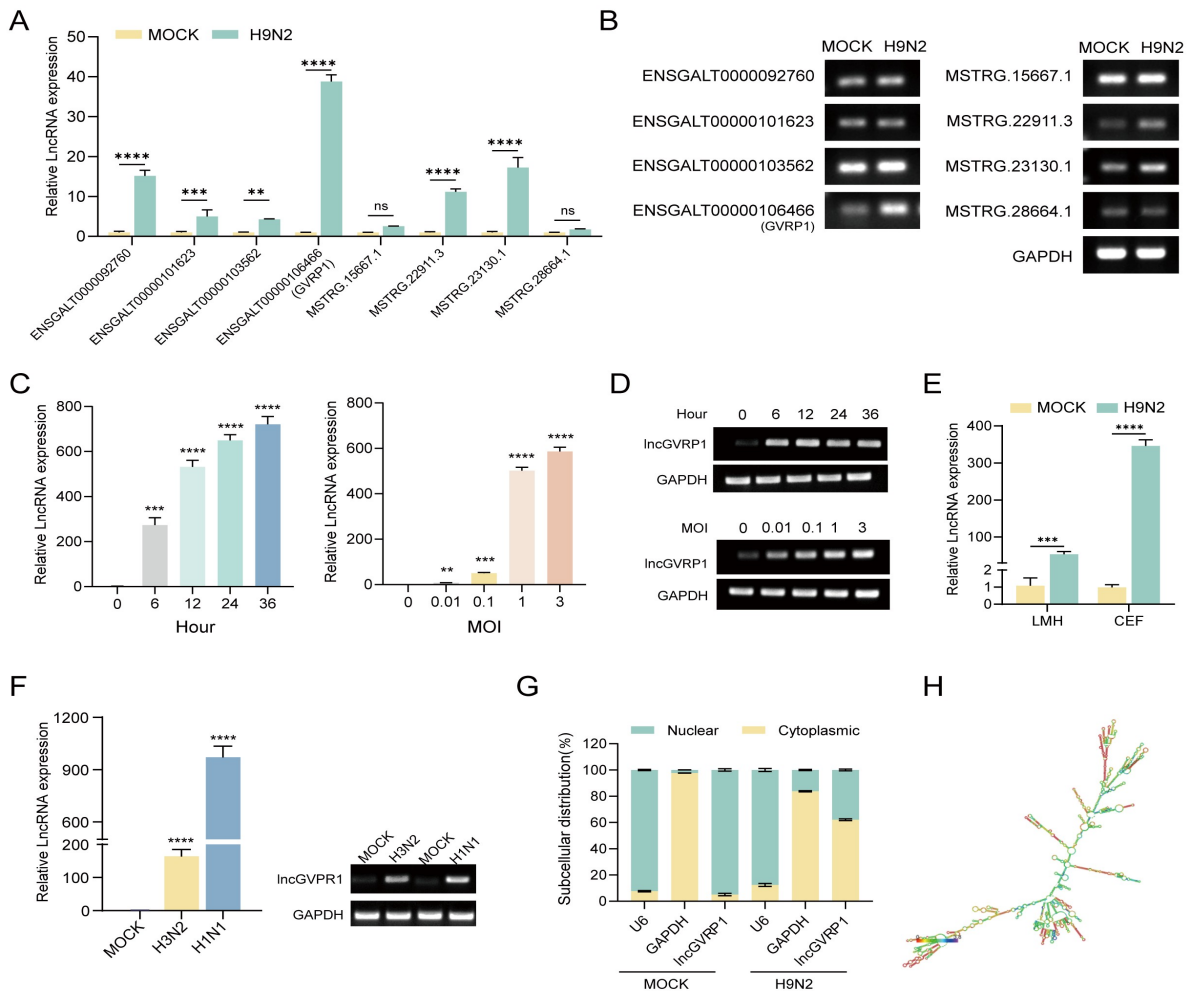 A
MOCK
H9N2
Relative LncRNA expression
50
40
30
20
10
0
****
***
**
****
ns
****
****
ns
ENSGALT0000092760
ENSGALT00000101623
ENSGALT00000103562
ENSGALT00000106466
(GVRP1)
MSTRG.15667.1
MSTRG.22911.3
MSTRG.23130.1
MSTRG.28664.1
B
MOCK H9N2
ENSGALT0000092760
ENSGALT00000101623
ENSGALT00000103562
ENSGALT00000106466
(GVRP1)
MOCK H9N2
MSTRG.15667.1
MSTRG.22911.3
MSTRG.23130.1
MSTRG.28664.1
GAPDH
C
Relative LncRNA expression
800
600
400
200
0
***
****
****
****
0 6 12 24 36
Hour
Relative LncRNA expression
800
600
400
200
0
**
***
****
****
0 0.01 0.1 1 3
MOI
D
Hour 0 6 12 24 36
lncGVRP1
GAPDH
MOI 0 0.01 0.1 1 3
lncGVRP1
GAPDH
E
MOCK
H9N2
Relative LncRNA expression
400
300
200
100
2
1
0
***
****
LMH
CEF
F
Relative LncRNA expression
1200
900
600
200
100
0
****
****
MOCK
H3N2
H1N1
MOCK
H3N2
MOCK
H1N1
lncGVPR1
GAPDH
G
Nuclear
Cytoplasmic
Subcellular distribution(%)
120
100
80
60
40
20
0
U6
GAPDH
lncGVRP1
U6
GAPDH
lncGVRP1
MOCK
H9N2
H